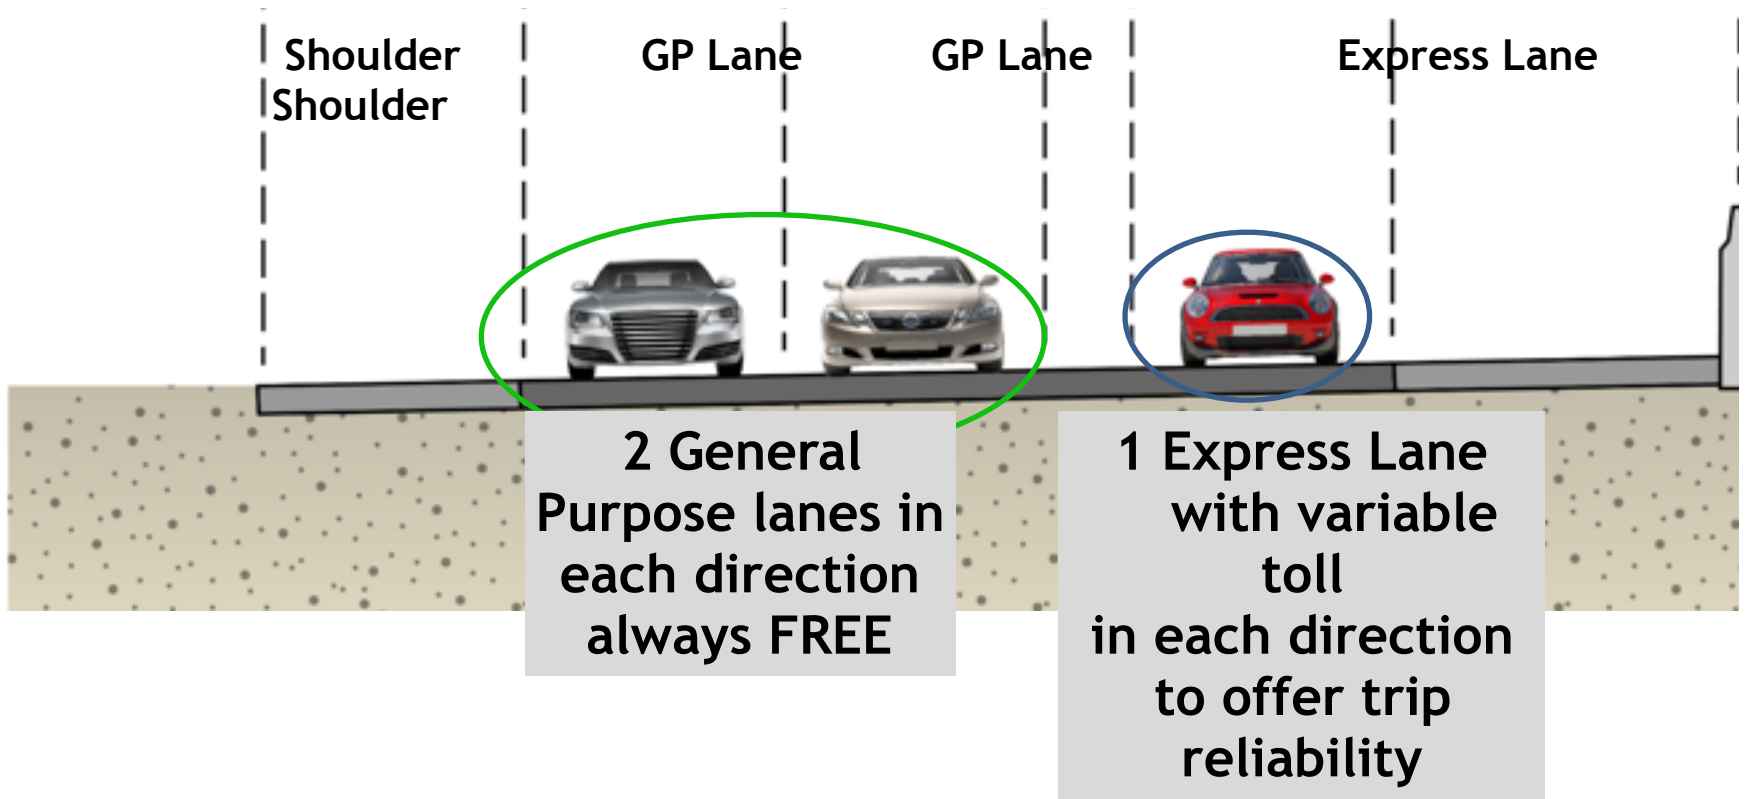 Shoulder GP Lane GP Lane Express Lane
Shoulder
2 General
Purpose lanes in
each direction
always FREE
1 Express Lane
with variable
toll
in each direction
to offer trip
reliability